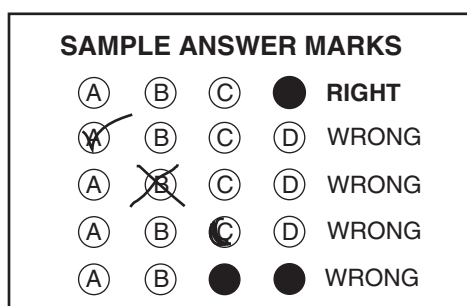 SAMPLE ANSWER MARKS
A B C RIGHT
A B C D WRONG
A B C D WRONG
A B C D WRONG
A B WRONG